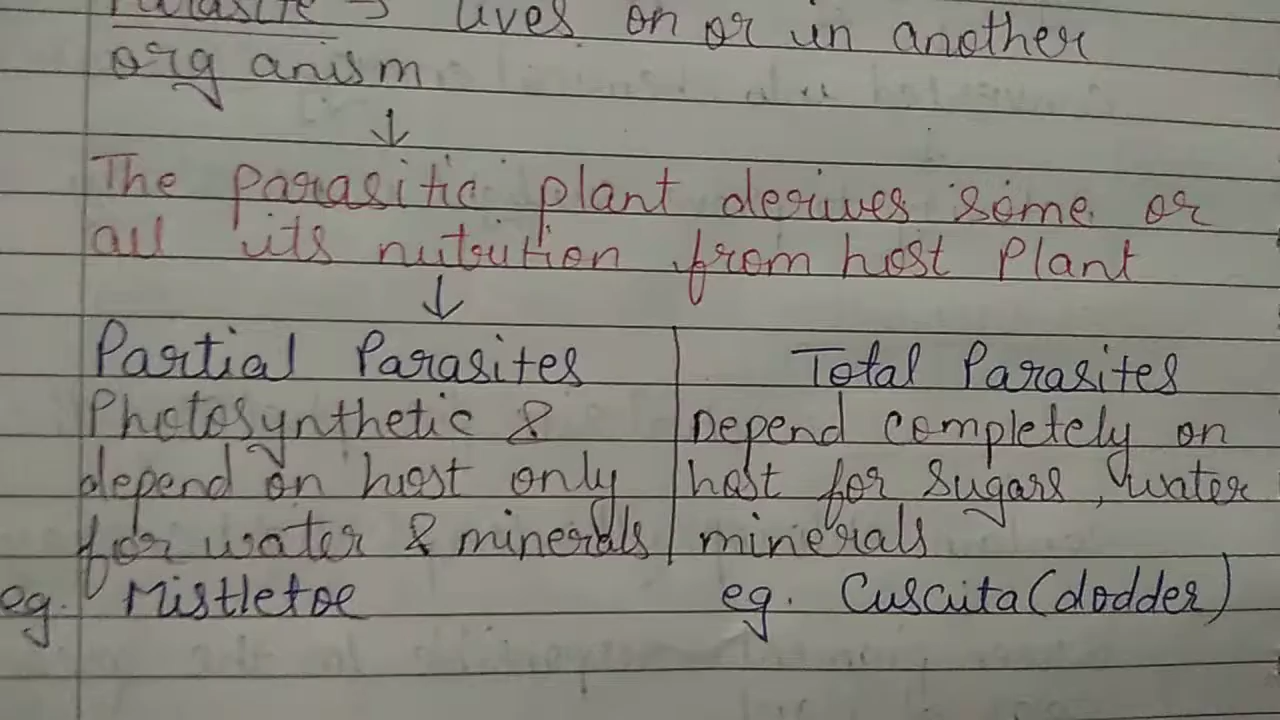 Parasite → lives on or in another
organism
↓
The parasitic plant derives some or
all its nutrition from host Plant
↓
Partial Parasites | Total Parasites
Photosynthetic & | Depend completely on
depend on host only | host for sugars, water
for water & minerals | minerals
eg. Mistletoe eg. Cuscuta (dodder)